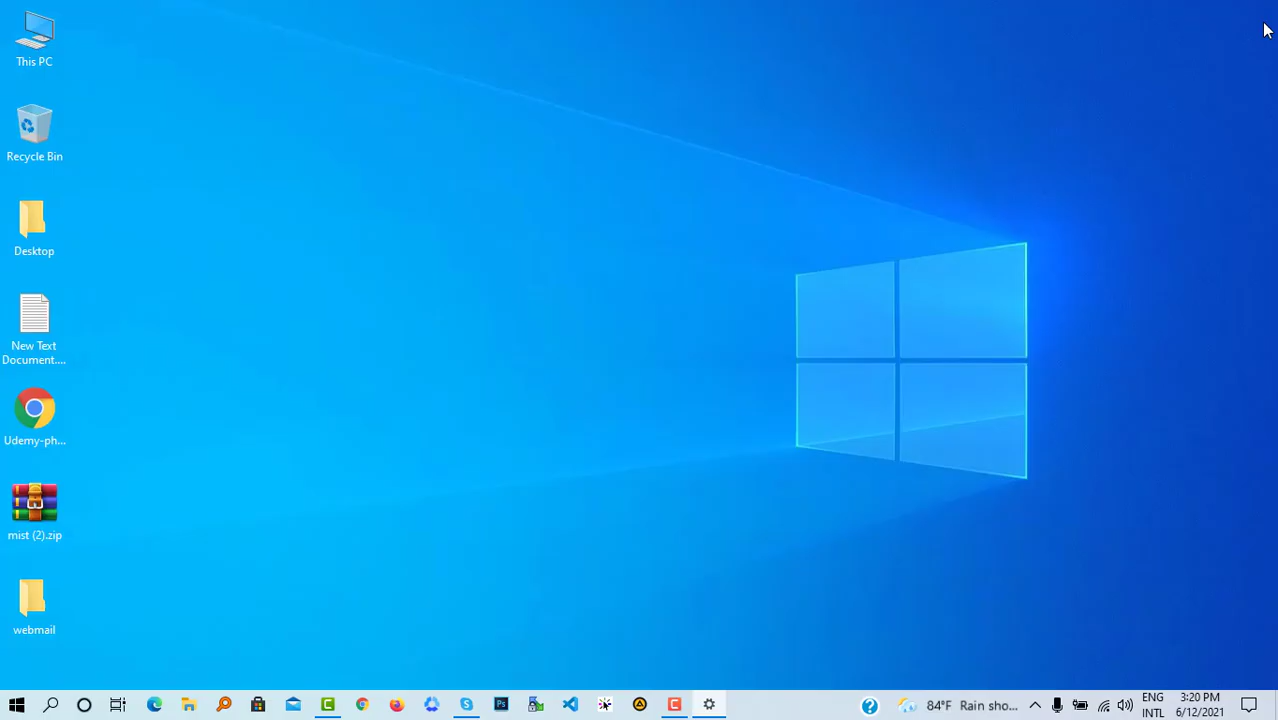 This PC
Recycle Bin
Desktop
New Text
Document....
Udemy-ph...
mist (2).zip
webmail
84°F Rain sho...
ENG
INTL
3:20 PM
6/12/2021